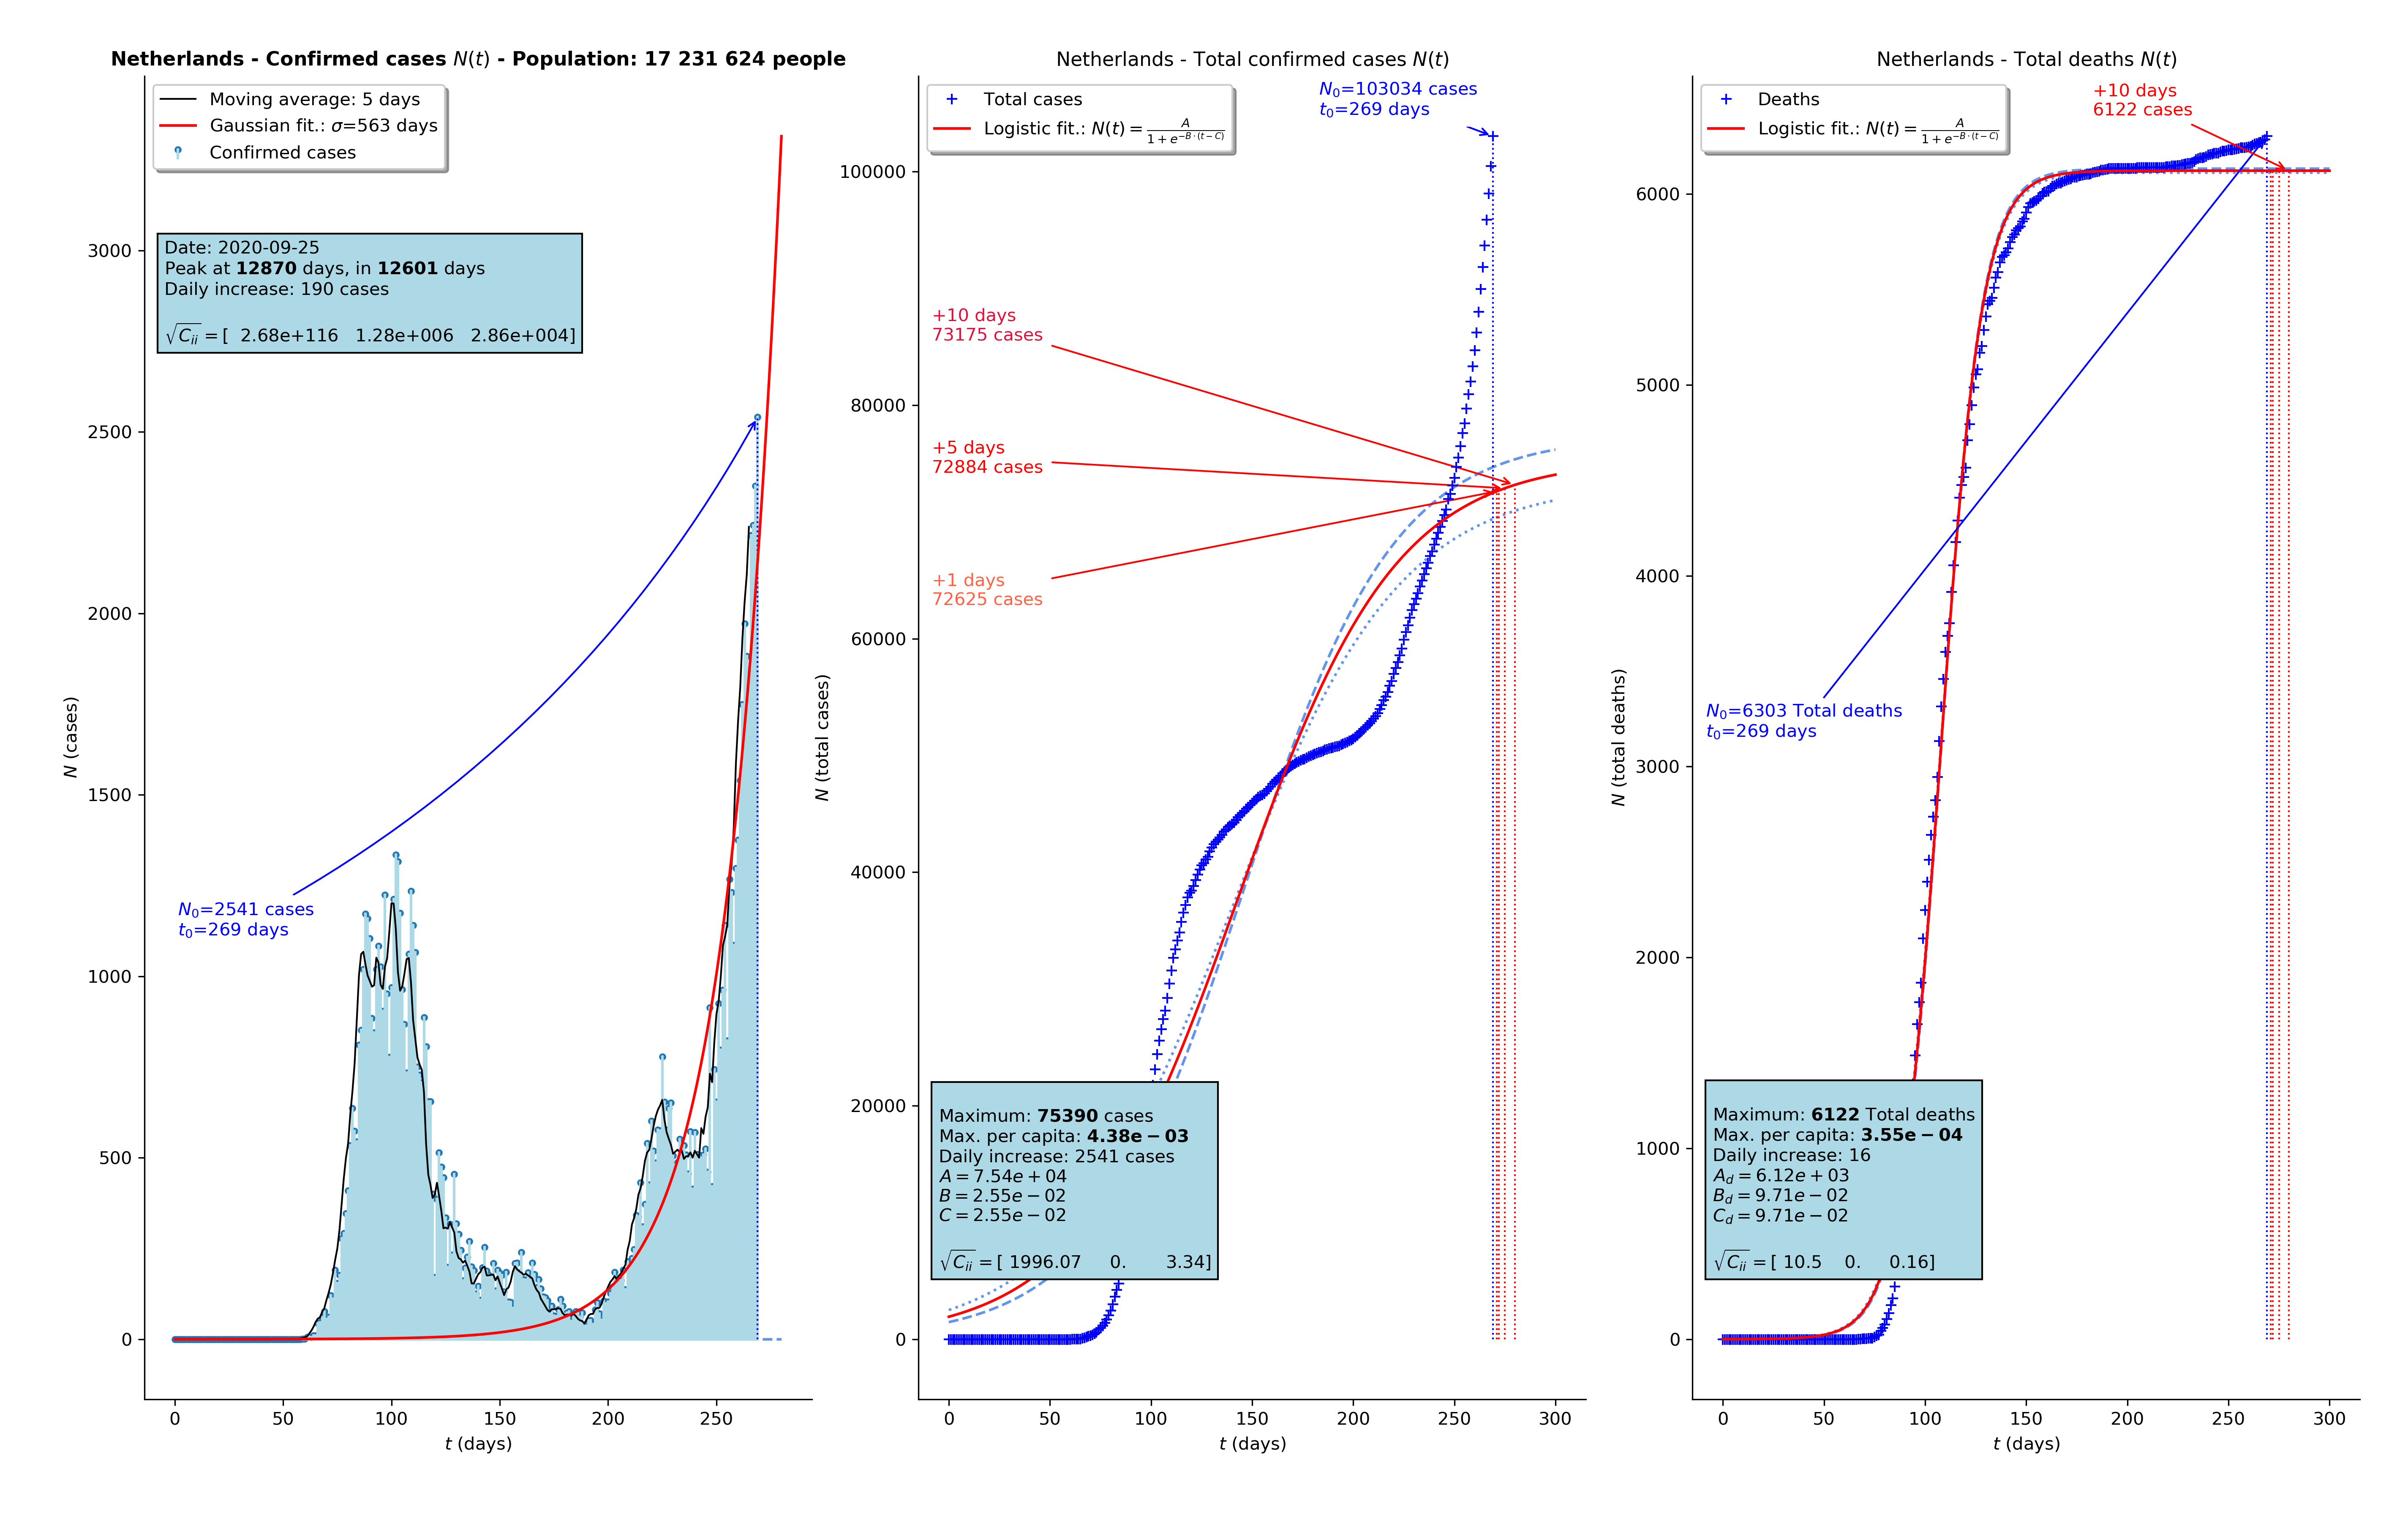 Netherlands - Confirmed cases N(t) - Population: 17 231 624 people
Moving average: 5 days
Gaussian fit.: σ=563 days
Confirmed cases
Date: 2020-09-25
Peak at 12870 days, in 12601 days
Daily increase: 190 cases
√C_ii = [ 2.68e+116 1.28e+006 2.86e+004]
N₀=2541 cases
t₀=269 days
3000
2500
2000
1500
1000
500
0
N (cases)
0 50 100 150 200 250
t (days)
Netherlands - Total confirmed cases N(t)
Total cases
Logistic fit.: N(t) = A / (1 + e^{−B·(t−C)})
N₀=103034 cases
t₀=269 days
+10 days
73175 cases
+5 days
72884 cases
+1 days
72625 cases
Maximum: 75390 cases
Max. per capita: 4.38e − 03
Daily increase: 2541 cases
A = 7.54e + 04
B = 2.55e − 02
C = 2.55e − 02
√C_ii = [ 1996.07 0. 3.34]
100000
80000
60000
40000
20000
0
N (total cases)
0 50 100 150 200 250 300
t (days)
Netherlands - Total deaths N(t)
Deaths
Logistic fit.: N(t) = A / (1 + e^{−B·(t−C)})
+10 days
6122 cases
N₀=6303 Total deaths
t₀=269 days
Maximum: 6122 Total deaths
Max. per capita: 3.55e − 04
Daily increase: 16
A_d = 6.12e + 03
B_d = 9.71e − 02
C_d = 9.71e − 02
√C_ii = [ 10.5 0. 0.16]
6000
5000
4000
3000
2000
1000
0
N (total deaths)
0 50 100 150 200 250 300
t (days)